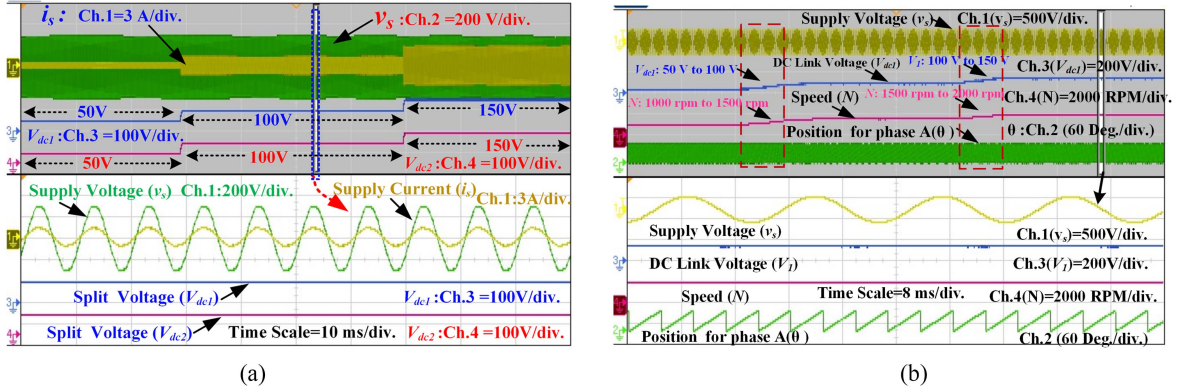 i_s : Ch.1=3 A/div.
v_s :Ch.2 =200 V/div.
50V
100V
150V
V_dc1:Ch.3 =100V/div.
50V
100V
150V
V_dc2:Ch.4 =100V/div.
Supply Voltage (v_s) Ch.1:200V/div.
Supply Current (i_s)
Ch.1:3A/div.
Split Voltage (V_dc1)
V_dc1:Ch.3 =100V/div.
Split Voltage (V_dc2)
Time Scale=10 ms/div.
V_dc2:Ch.4 =100V/div.
(a)
Supply Voltage (v_s)
Ch.1(v_s)=500V/div.
DC Link Voltage (V_dc1)
V_1: 100 V to 150 V
V_dc1: 50 V to 100 V
Ch.3(V_dc1)=200V/div.
N: 1000 rpm to 1500 rpm
Speed (N)
N: 1500 rpm to 2000 rpm
Ch.4(N)=2000 RPM/div.
Position for phase A(θ)
θ :Ch.2 (60 Deg./div.)
Supply Voltage (v_s)
Ch.1(v_s)=500V/div.
DC Link Voltage (V_1)
Ch.3(V_1)=200V/div.
Speed (N)
Time Scale=8 ms/div.
Ch.4(N)=2000 RPM/div.
Position for phase A(θ )
Ch.2 (60 Deg./div.)
(b)